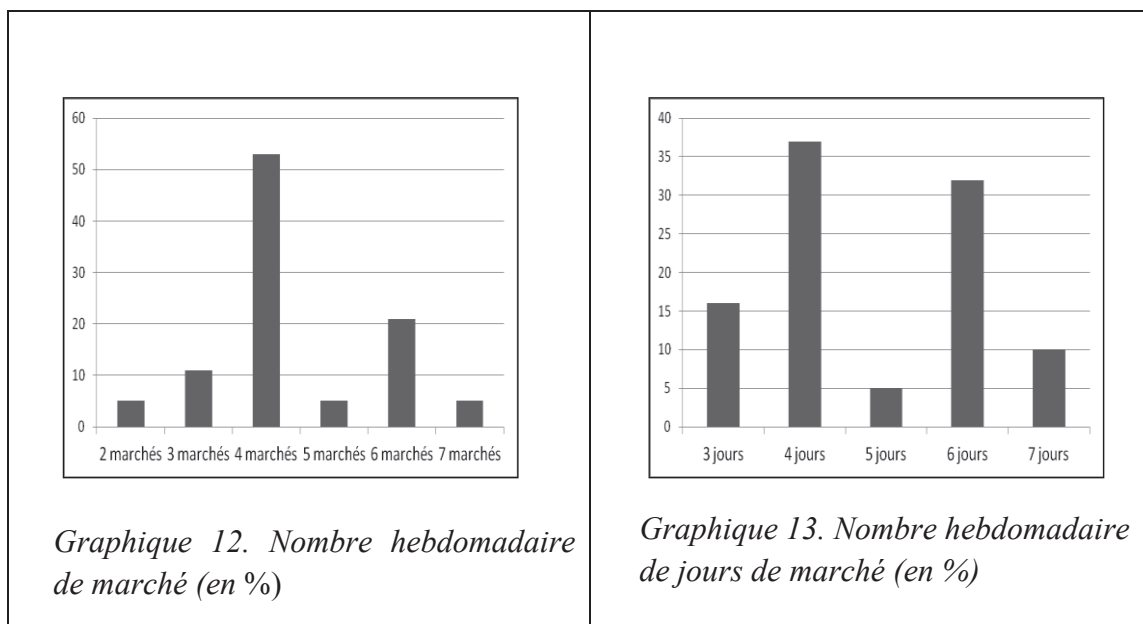 60
50
40
30
20
10
0
2 marchés 3 marchés 4 marchés 5 marchés 6 marchés 7 marchés
Graphique 12. Nombre hebdomadaire
de marché (en %)
40
35
30
25
20
15
10
5
0
3 jours 4 jours 5 jours 6 jours 7 jours
Graphique 13. Nombre hebdomadaire
de jours de marché (en %)